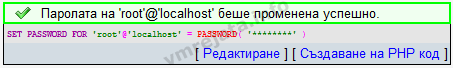 Паролата на 'root'@'localhost' беше променена успешно.
SET PASSWORD FOR 'root'@'localhost' = PASSWORD( '********' )
[ Редактиране ] [ Създаване на PHP код ]